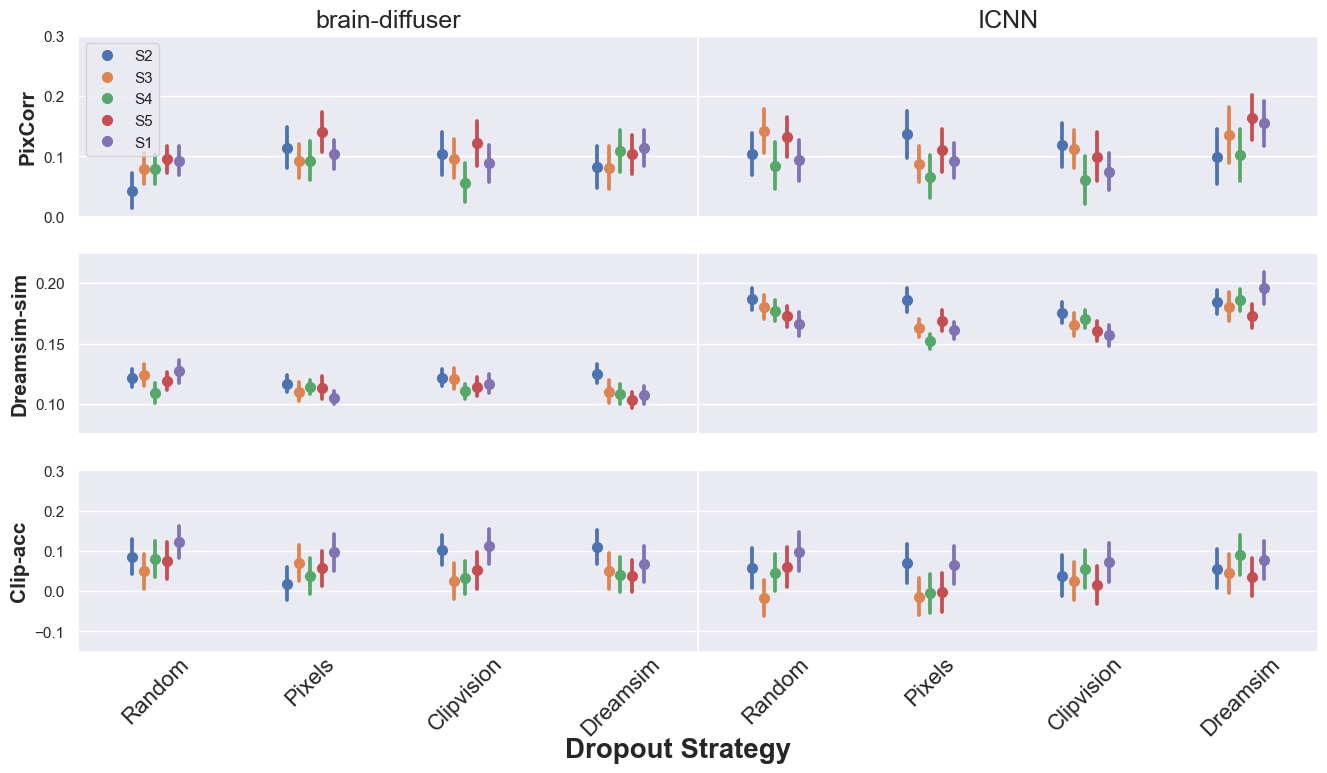 brain-diffuser
ICNN
0.3
0.2
0.1
0.0
PixCorr
S2
S3
S4
S5
S1
0.20
0.15
0.10
Dreamsim-sim
0.3
0.2
0.1
0.0
−0.1
Clip-acc
Random
Pixels
Clipvision
Dreamsim
Random
Pixels
Clipvision
Dreamsim
Dropout Strategy